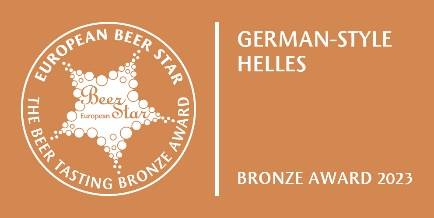 EUROPEAN BEER STAR
THE BEER TASTING BRONZE AWARD
Beer
European Star
GERMAN-STYLE
HELLES
BRONZE AWARD 2023